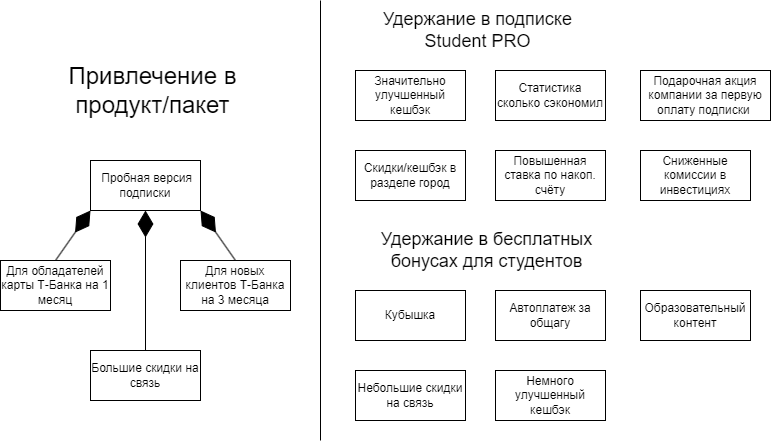 Привлечение в
продукт/пакет
Пробная версия
подписки
Для обладателей
карты Т-Банка на 1
месяц
Для новых
клиентов Т-Банка
на 3 месяца
Большие скидки на
связь
Удержание в подписке
Student PRO
Значительно
улучшенный
кешбэк
Статистика
сколько сэкономил
Подарочная акция
компании за первую
оплату подписки
Скидки/кешбэк в
разделе город
Повышенная
ставка по накоп.
счёту
Сниженные
комиссии в
инвестициях
Удержание в бесплатных
бонусах для студентов
Кубышка
Автоплатеж за
общагу
Образовательный
контент
Небольшие скидки
на связь
Немного
улучшенный
кешбэк